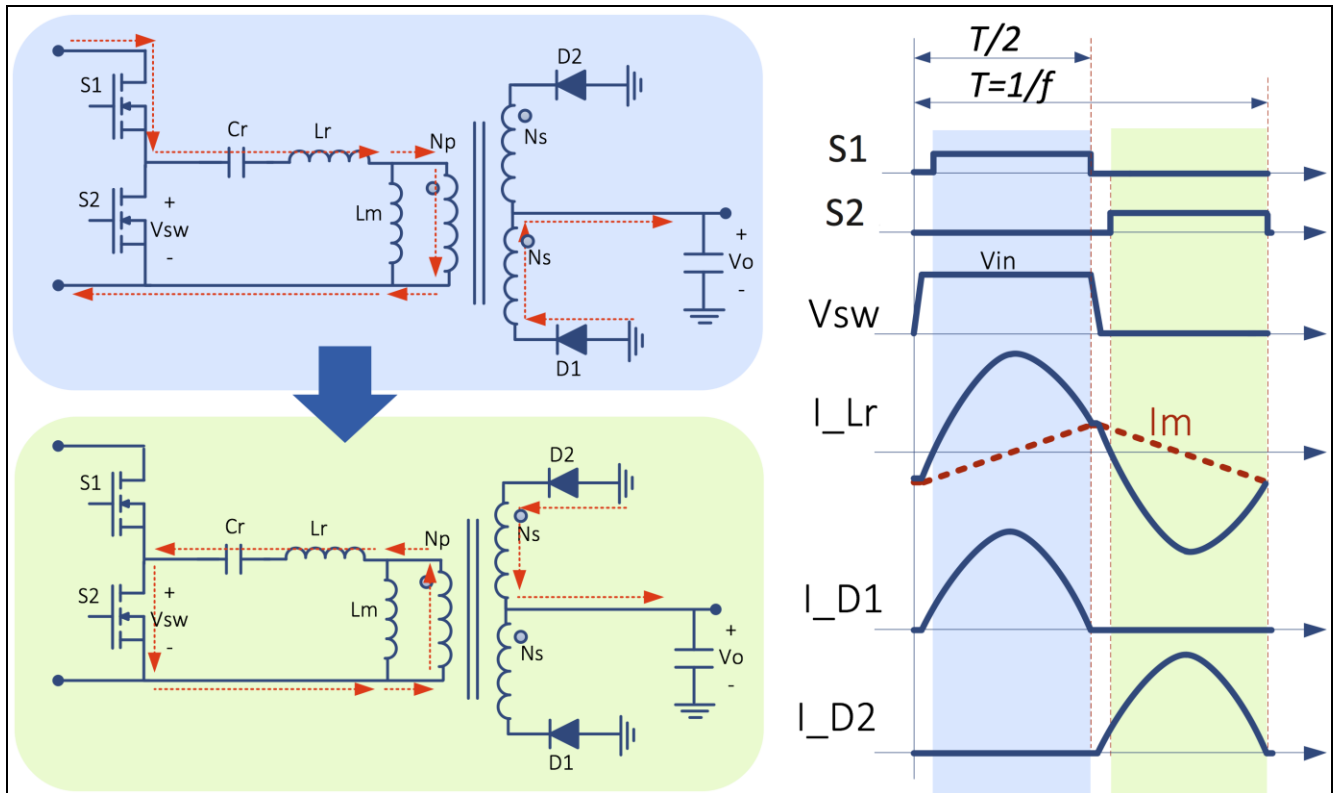 D2
S1
Cr
Lr
Np
Ns
S2
+
Vsw
-
Lm
Ns
+
Vo
-
D1
D2
S1
Cr
Lr
Np
Ns
S2
+
Vsw
-
Lm
Ns
+
Vo
-
D1
T/2
T=1/f
S1
S2
Vin
Vsw
I_Lr
Im
I_D1
I_D2